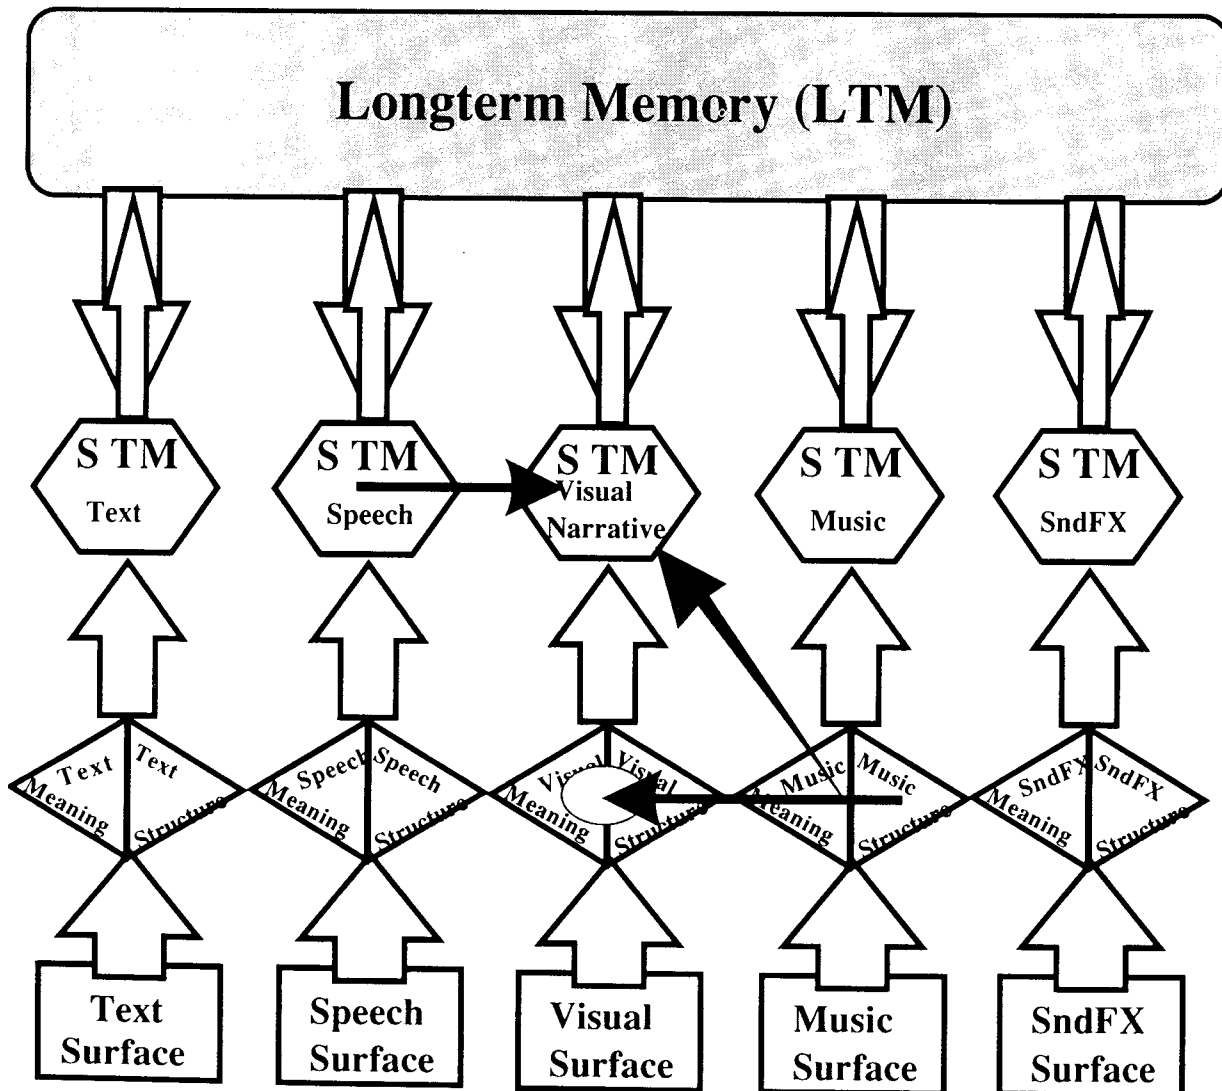 Longterm Memory (LTM)
S TM
Text
S TM
Speech
S TM
Visual
Narrative
S TM
Music
S TM
SndFX
Text
Meaning
Text
Structure
Speech
Meaning
Speech
Structure
Visual
Meaning
Visual
Structure
Music
Meaning
Music
Structure
SndFX
Meaning
SndFX
Structure
Text
Surface
Speech
Surface
Visual
Surface
Music
Surface
SndFX
Surface